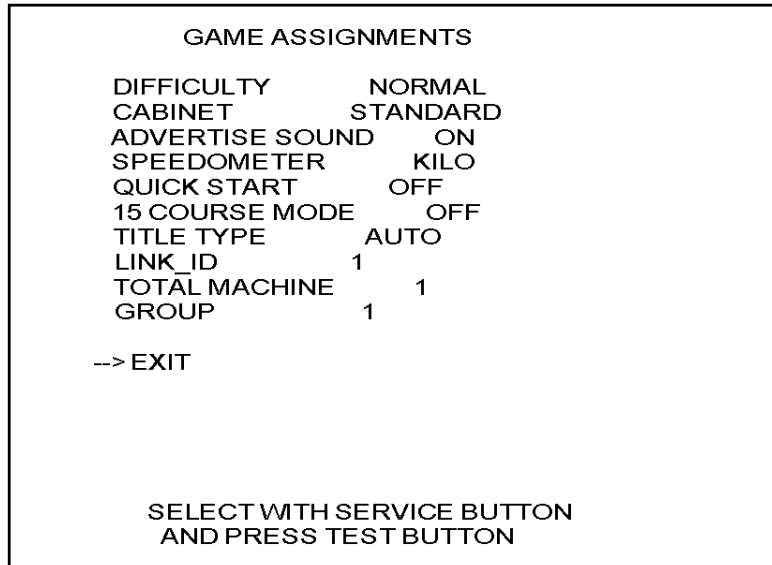 GAME ASSIGNMENTS
DIFFICULTY NORMAL
CABINET STANDARD
ADVERTISE SOUND ON
SPEEDOMETER KILO
QUICK START OFF
15 COURSE MODE OFF
TITLE TYPE AUTO
LINK_ID 1
TOTAL MACHINE 1
GROUP 1
--> EXIT
SELECT WITH SERVICE BUTTON
AND PRESS TEST BUTTON